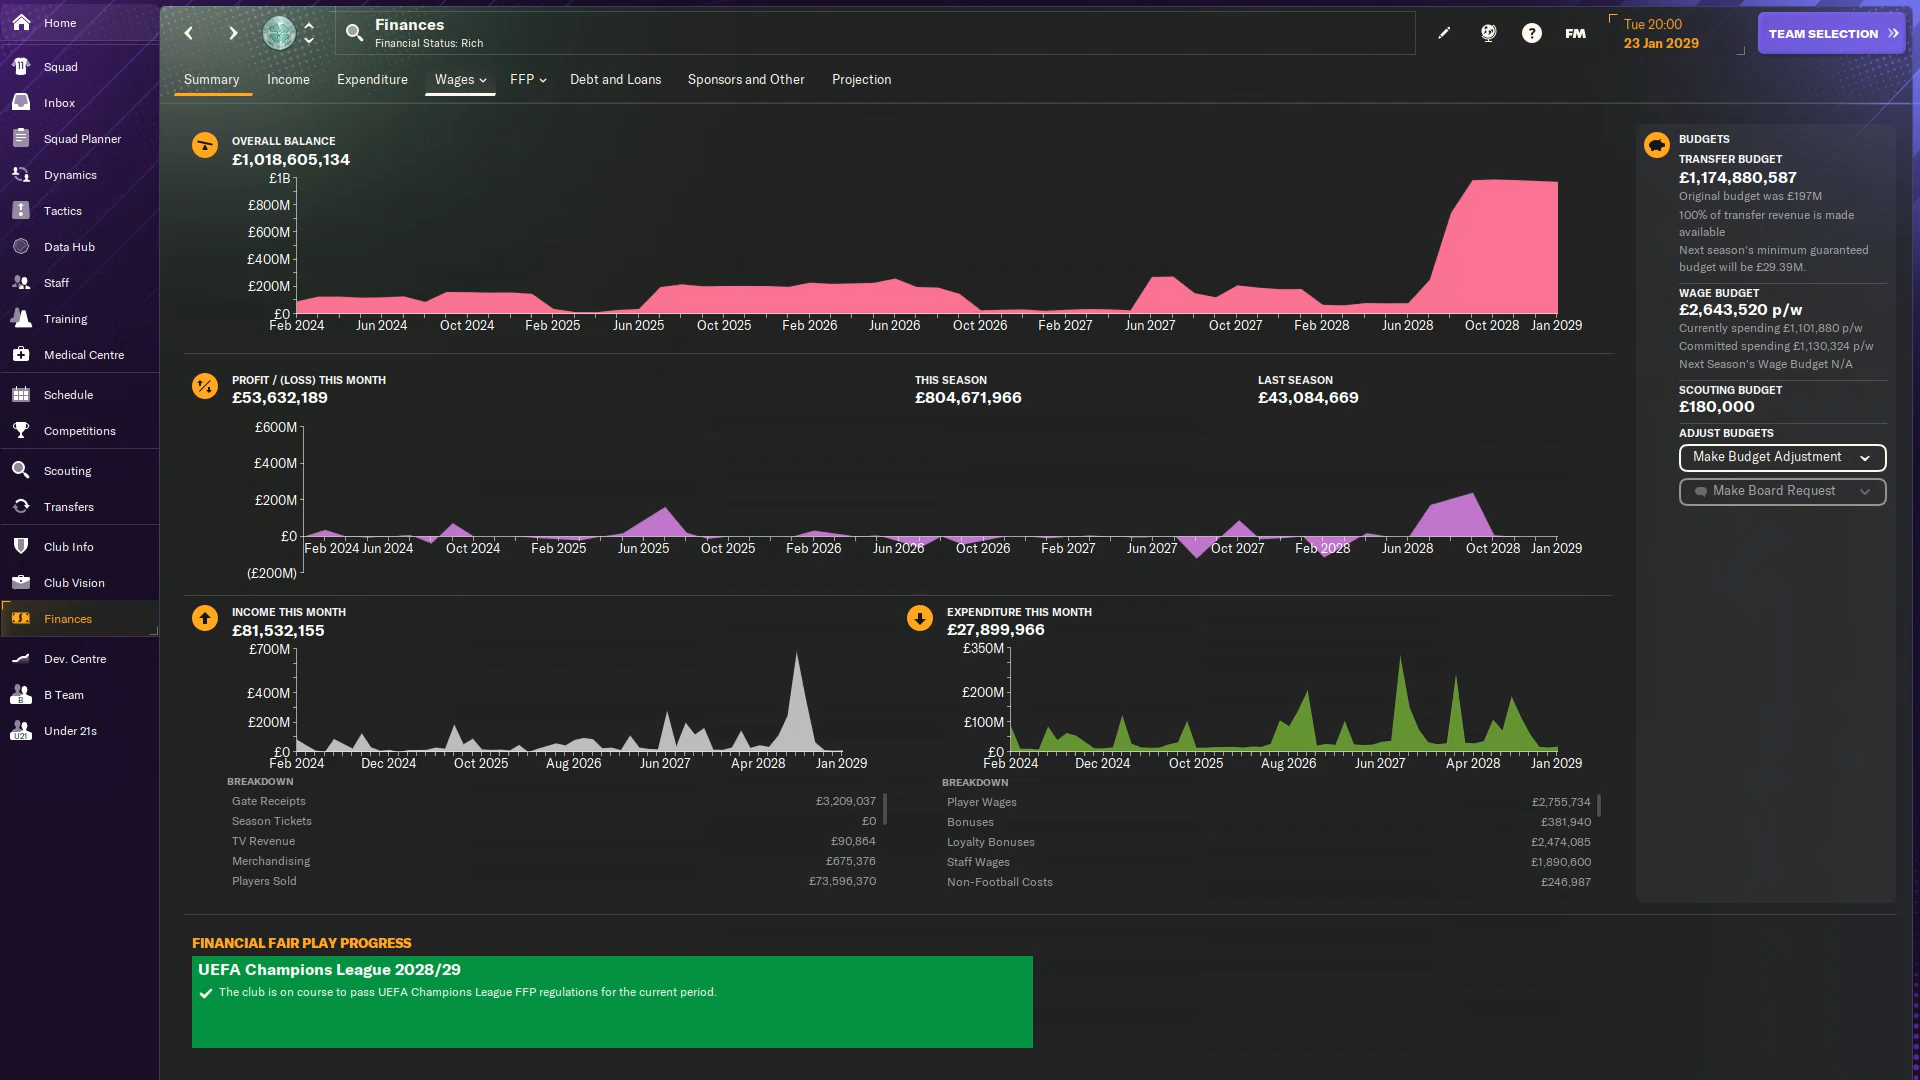 Home
Squad
Inbox
Squad Planner
Dynamics
Tactics
Data Hub
Staff
Training
Medical Centre
Schedule
Competitions
Scouting
Transfers
Club Info
Club Vision
Finances
Dev. Centre
B
B Team
U21
Under 21s
Finances
Financial Status: Rich
?
FM
Tue 20:00
23 Jan 2029
TEAM SELECTION
Summary Income Expenditure Wages FFP Debt and Loans Sponsors and Other Projection
OVERALL BALANCE
£1,018,605,134
£1B
£800M
£600M
£400M
£200M
£0
Feb 2024 Jun 2024 Oct 2024 Feb 2025 Jun 2025 Oct 2025 Feb 2026 Jun 2026 Oct 2026 Feb 2027 Jun 2027 Oct 2027 Feb 2028 Jun 2028 Oct 2028 Jan 2029
PROFIT / (LOSS) THIS MONTH
£53,632,189
THIS SEASON
£804,671,966
LAST SEASON
£43,084,669
£600M
£400M
£200M
£0
(£200M)
Feb 2024 Jun 2024 Oct 2024 Feb 2025 Jun 2025 Oct 2025 Feb 2026 Jun 2026 Oct 2026 Feb 2027 Jun 2027 Oct 2027 Feb 2028 Jun 2028 Oct 2028 Jan 2029
INCOME THIS MONTH
£81,532,155
£700M
£400M
£200M
£0
Feb 2024 Dec 2024 Oct 2025 Aug 2026 Jun 2027 Apr 2028 Jan 2029
BREAKDOWN
Gate Receipts £3,209,037
Season Tickets £0
TV Revenue £90,864
Merchandising £675,376
Players Sold £73,596,370
EXPENDITURE THIS MONTH
£27,899,966
£350M
£200M
£100M
£0
Feb 2024 Dec 2024 Oct 2025 Aug 2026 Jun 2027 Apr 2028 Jan 2029
BREAKDOWN
Player Wages £2,755,734
Bonuses £381,940
Loyalty Bonuses £2,474,085
Staff Wages £1,890,600
Non-Football Costs £246,987
FINANCIAL FAIR PLAY PROGRESS
UEFA Champions League 2028/29
The club is on course to pass UEFA Champions League FFP regulations for the current period.
BUDGETS
TRANSFER BUDGET
£1,174,880,587
Original budget was £197M
100% of transfer revenue is made
available
Next season's minimum guaranteed
budget will be £29.39M.
WAGE BUDGET
£2,643,520 p/w
Currently spending £1,101,880 p/w
Committed spending £1,130,324 p/w
Next Season's Wage Budget N/A
SCOUTING BUDGET
£180,000
ADJUST BUDGETS
Make Budget Adjustment
Make Board Request